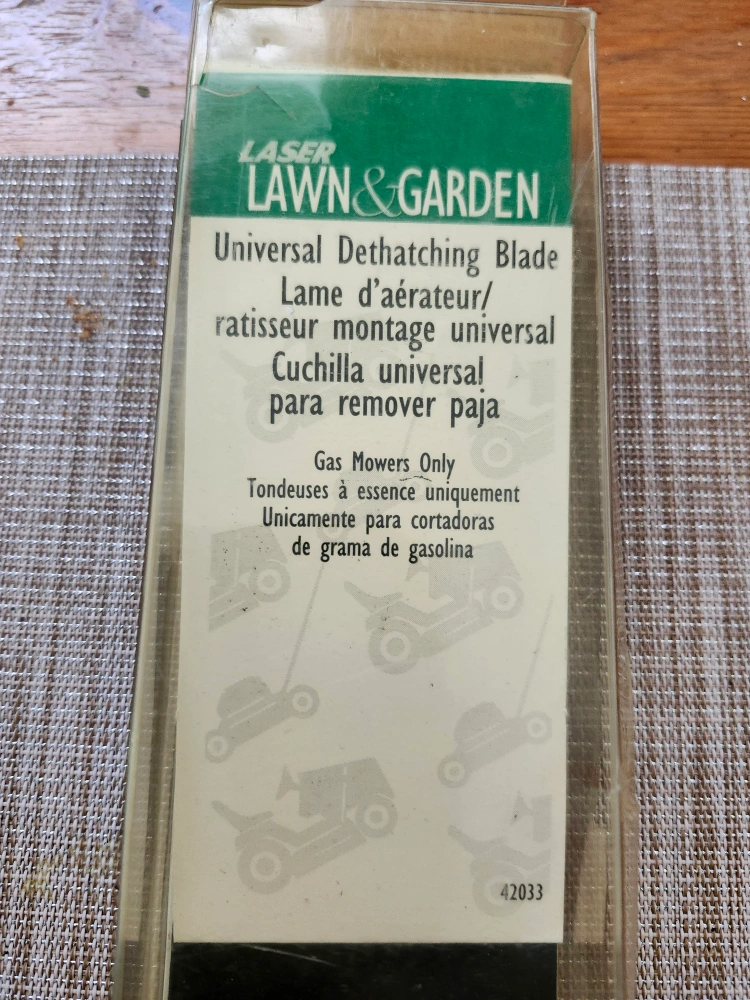 LASER
LAWN&GARDEN
Universal Dethatching Blade
Lame d'aérateur/
ratisseur montage universal
Cuchilla universal
para remover paja
Gas Mowers Only
Tondeuses à essence uniquement
Unicamente para cortadoras
de grama de gasolina
42033